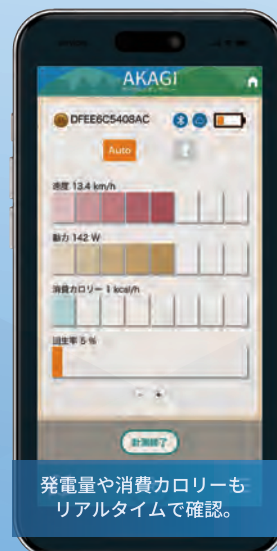 AKAGI
DFEE6C5408AC
Auto
速度 13.4 km/h
動力 142 W
消費カロリー 1 kcal/h
回生率 5 %
- +
計測終了
発電量や消費カロリーも
リアルタイムで確認。